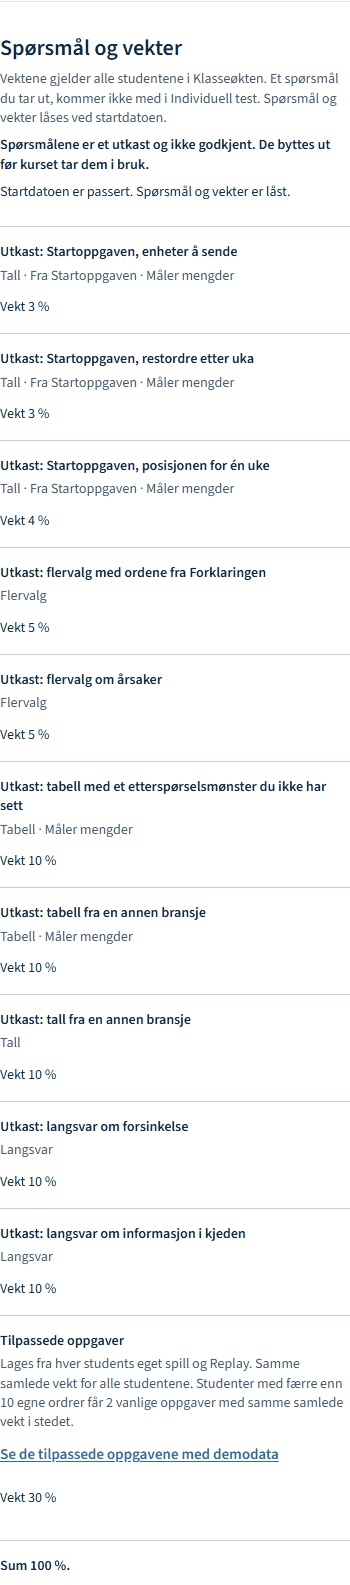 Spørsmål og vekter
Vektene gjelder alle studentene i Klasseøkten. Et spørsmål
du tar ut, kommer ikke med i Individuell test. Spørsmål og
vekter låses ved startdatoen.
Spørsmålene er et utkast og ikke godkjent. De byttes ut
før kurset tar dem i bruk.
Startdatoen er passert. Spørsmål og vekter er låst.
Utkast: Startoppgaven, enheter å sende
Tall · Fra Startoppgaven · Måler mengder
Vekt 3 %
Utkast: Startoppgaven, restordre etter uka
Tall · Fra Startoppgaven · Måler mengder
Vekt 3 %
Utkast: Startoppgaven, posisjonen for én uke
Tall · Fra Startoppgaven · Måler mengder
Vekt 4 %
Utkast: flervalg med ordene fra Forklaringen
Flervalg
Vekt 5 %
Utkast: flervalg om årsaker
Flervalg
Vekt 5 %
Utkast: tabell med et etterspørselsmønster du ikke har
sett
Tabell · Måler mengder
Vekt 10 %
Utkast: tabell fra en annen bransje
Tabell · Måler mengder
Vekt 10 %
Utkast: tall fra en annen bransje
Tall
Vekt 10 %
Utkast: langsvar om forsinkelse
Langsvar
Vekt 10 %
Utkast: langsvar om informasjon i kjeden
Langsvar
Vekt 10 %
Tilpassede oppgaver
Lages fra hver students eget spill og Replay. Samme
samlede vekt for alle studentene. Studenter med færre enn
10 egne ordrer får 2 vanlige oppgaver med samme samlede
vekt i stedet.
Se de tilpassede oppgavene med demodata
Vekt 30 %
Sum 100 %.